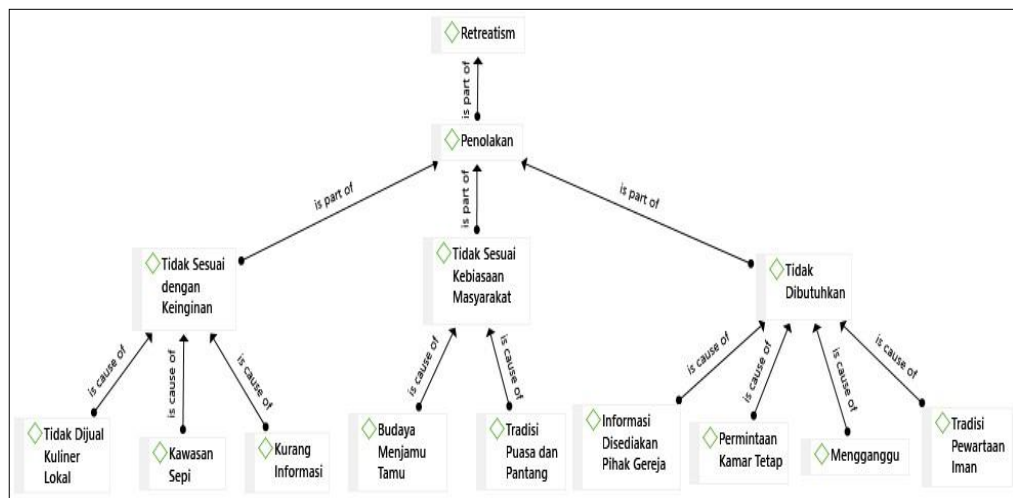 Retreatism
is part of
Penolakan
is part of
is part of
is part of
Tidak Sesuai
dengan
Keinginan
Tidak Sesuai
Kebiasaan
Masyarakat
Tidak
Dibutuhkan
is cause of
is cause of
is cause of
is cause of
is cause of
is cause of
is cause of
is cause of
is cause of
Tidak Dijual
Kuliner
Lokal
Kawasan
Sepi
Kurang
Informasi
Budaya
Menjamu
Tamu
Tradisi
Puasa dan
Pantang
Informasi
Disediakan
Pihak Gereja
Permintaan
Kamar Tetap
Mengganggu
Tradisi
Pewartaan
Iman